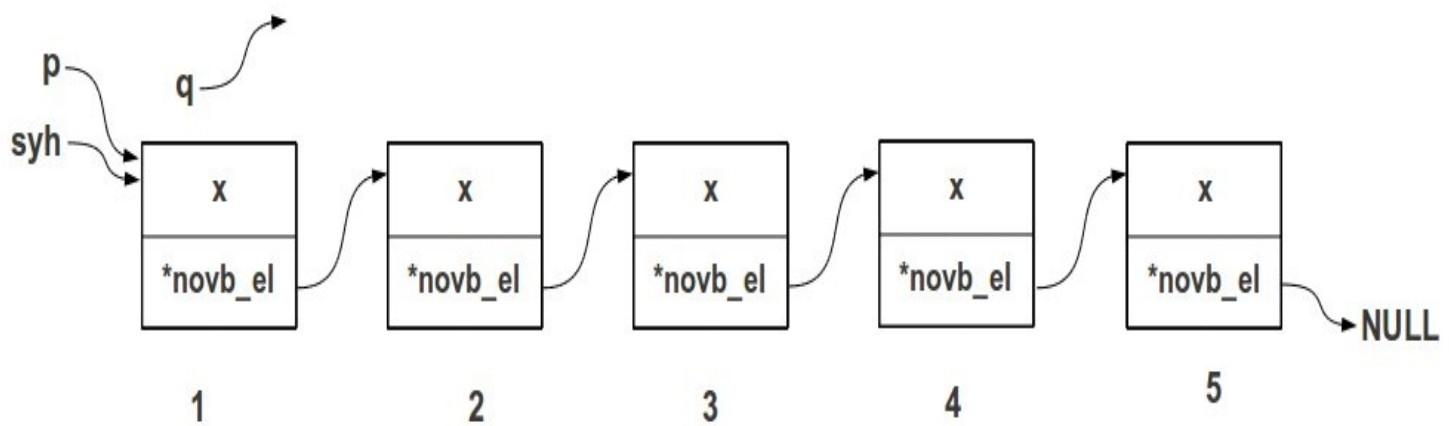 q
p
syh
x x x x x
*novb_el *novb_el *novb_el *novb_el *novb_el
NULL
1 2 3 4 5